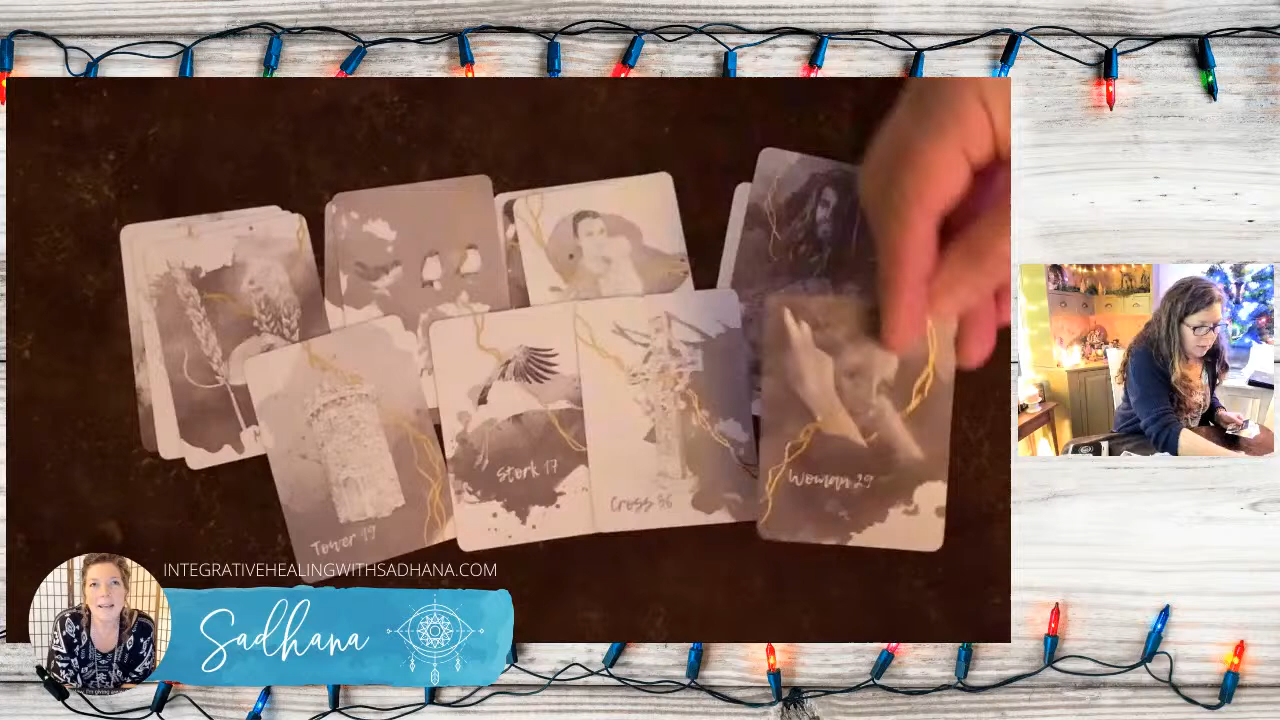 Stork 17
Cross 36
Woman 29
Tower 19
INTEGRATIVEHEALINGWITHSADHANA.COM
Sadhana